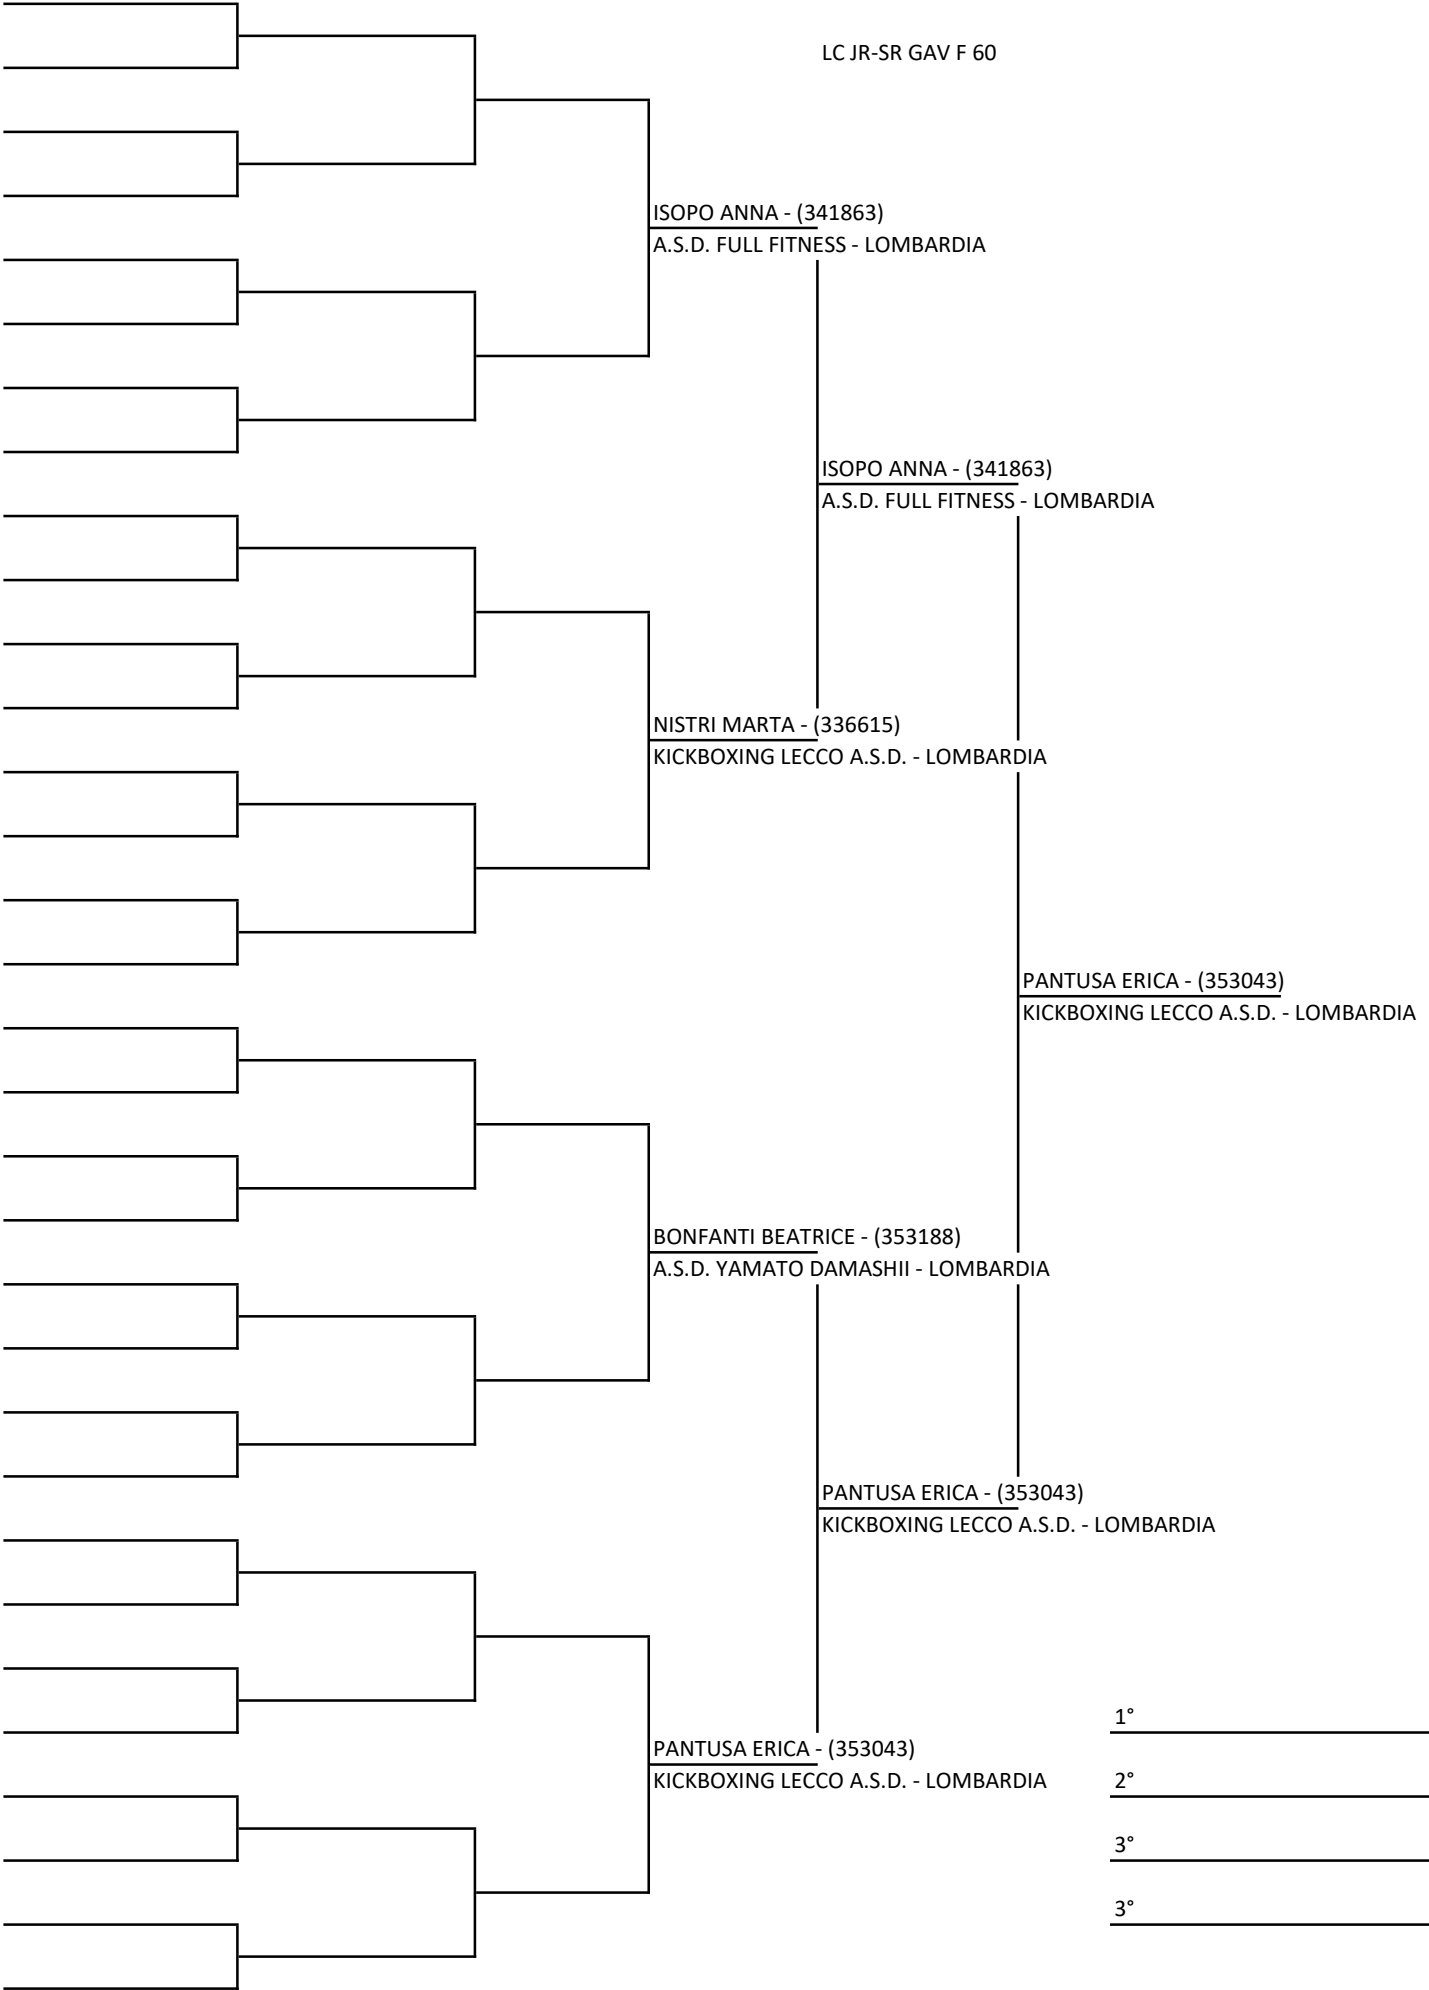 LC JR-SR GAV F 60
ISOPO ANNA - (341863)
A.S.D. FULL FITNESS - LOMBARDIA
ISOPO ANNA - (341863)
A.S.D. FULL FITNESS - LOMBARDIA
NISTRI MARTA - (336615)
KICKBOXING LECCO A.S.D. - LOMBARDIA
PANTUSA ERICA - (353043)
KICKBOXING LECCO A.S.D. - LOMBARDIA
BONFANTI BEATRICE - (353188)
A.S.D. YAMATO DAMASHII - LOMBARDIA
PANTUSA ERICA - (353043)
KICKBOXING LECCO A.S.D. - LOMBARDIA
1°
PANTUSA ERICA - (353043)
KICKBOXING LECCO A.S.D. - LOMBARDIA
2°
3°
3°